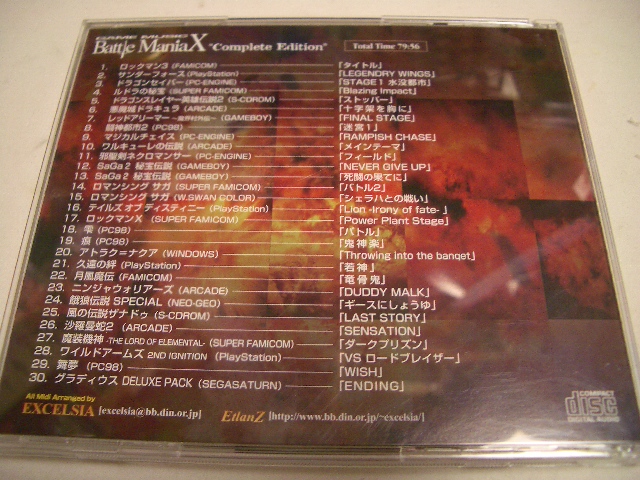 GAME MUSIC
Battle ManiaX "Complete Edition" Total Time 79:56
1. ロックマン3 (FAMICOM) 「タイトル」
2. サンダーフォース (PlayStation) 「LEGENDRY WINGS」
3. ドラゴンセイバー (PC-ENGINE) 「STAGE1 水没都市」
4. ルドラの秘宝 (SUPER FAMICOM) 「Blazing Impact」
5. ドラゴンスレイヤー英雄伝説2 (S-CDROM) 「ストッパー」
6. 悪魔城ドラキュラ (ARCADE) 「十字架を胸に」
7. レッドアリーマー (GAMEBOY) 「FINAL STAGE」
8. 闘神都市2 (PC98) 「迷宮1」
9. マジカルチェイス (PC-ENGINE) 「RAMPISH CHASE」
10. ワルキューレの伝説 (ARCADE) 「メインテーマ」
11. 邪聖剣ネクロマンサー (PC-ENGINE) 「フィールド」
12. SaGa2 秘宝伝説 (GAMEBOY) 「NEVER GIVE UP」
13. SaGa2 秘宝伝説 (GAMEBOY) 「死闘の果てに」
14. ロマンシング サガ (SUPER FAMICOM) 「バトル2」
15. ロマンシング サガ (W.SWAN COLOR) 「シェラハとの戦い」
16. テイルズ オブ ディスティニー (PlayStation) 「Lion -Irony of fate- 」
17. ロックマンX (SUPER FAMICOM) 「Power Plant Stage」
18. 雫 (PC98) 「バトル」
19. 痕 (PC98) 「鬼神楽」
20. アトラク=ナクア (WINDOWS) 「Throwing into the banqet」
21. 久遠の絆 (PlayStation) 「若神」
22. 月風魔伝 (FAMICOM) 「竜骨鬼」
23. ニンジャウォリアーズ (ARCADE) 「DUDDY MALK」
24. 餓狼伝説 SPECIAL (NEO-GEO) 「ギースにしょうゆ」
25. 風の伝説ザナドゥ (S-CDROM) 「LAST STORY」
26. 沙羅曼蛇2 (ARCADE) 「SENSATION」
27. 魔装機神 -THE LORD OF ELEMENTAL- (SUPER FAMICOM) 「ダークプリズン」
28. ワイルドアームズ 2ND IGNITION (PlayStation) 「VS ロードブレイザー」
29. 舞夢 (PC98) 「WISH」
30. グラディウス DELUXE PACK (SEGASATURN) 「ENDING」
All Midi Arranged by
EXCELSIA [excelsia@bb.din.or.jp] EtlanZ [http://www.bb.din.or.jp/~excelsia/]
COMPACT
disc
DIGITAL AUDIO